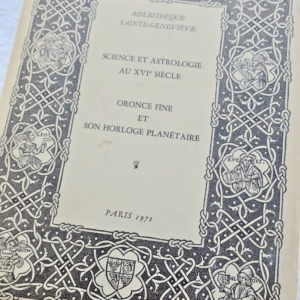 BIBLIOTHÈQUE
SAINTE-GENEVIÈVE
SCIENCE ET ASTROLOGIE
AU XVIᵉ SIÈCLE
ORONCE FINE
ET
SON HORLOGE PLANÉTAIRE
PARIS 1971